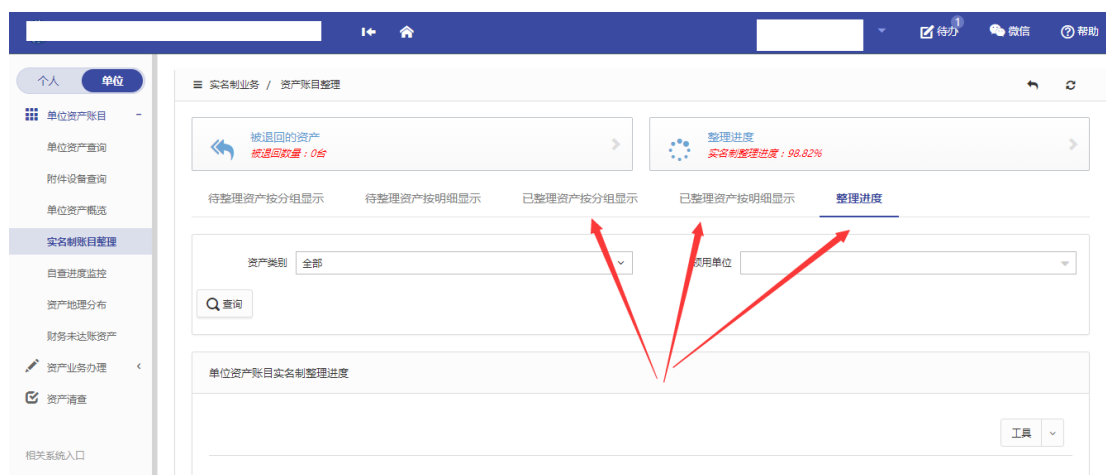 待办 1 微信 帮助
个人 单位
实名制业务 / 资产账目整理
单位资产账目
单位资产查询
附件设备查询
单位资产概览
实名制账目整理
自查进度监控
资产地理分布
财务未达账资产
资产业务办理
资产清查
相关系统入口
被退回的资产
被退回数量：0台
整理进度
实名制整理进度：98.82%
待整理资产按分组显示 待整理资产按明细显示 已整理资产按分组显示 已整理资产按明细显示 整理进度
资产类别 全部 领用单位
查询
单位资产账目实名制整理进度
工具